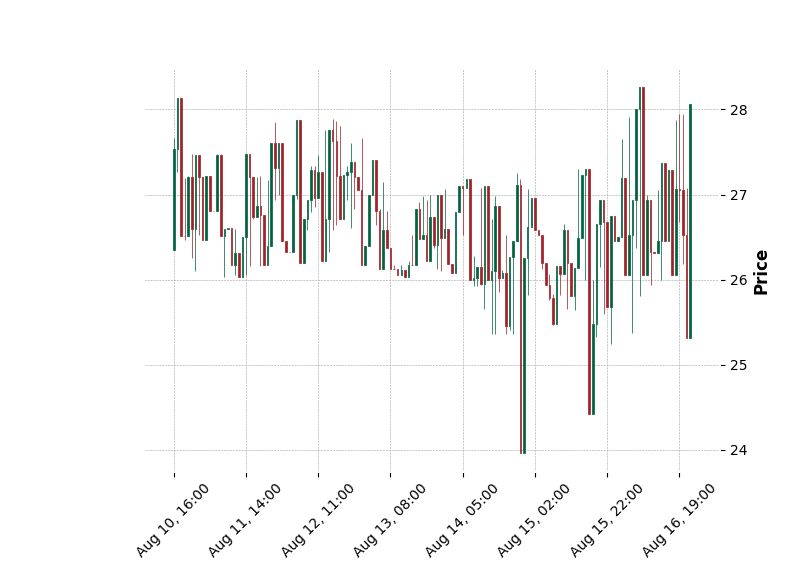 28
27
26
25
24
Price
Aug 10, 16:00
Aug 11, 14:00
Aug 12, 11:00
Aug 13, 08:00
Aug 14, 05:00
Aug 15, 02:00
Aug 15, 22:00
Aug 16, 19:00